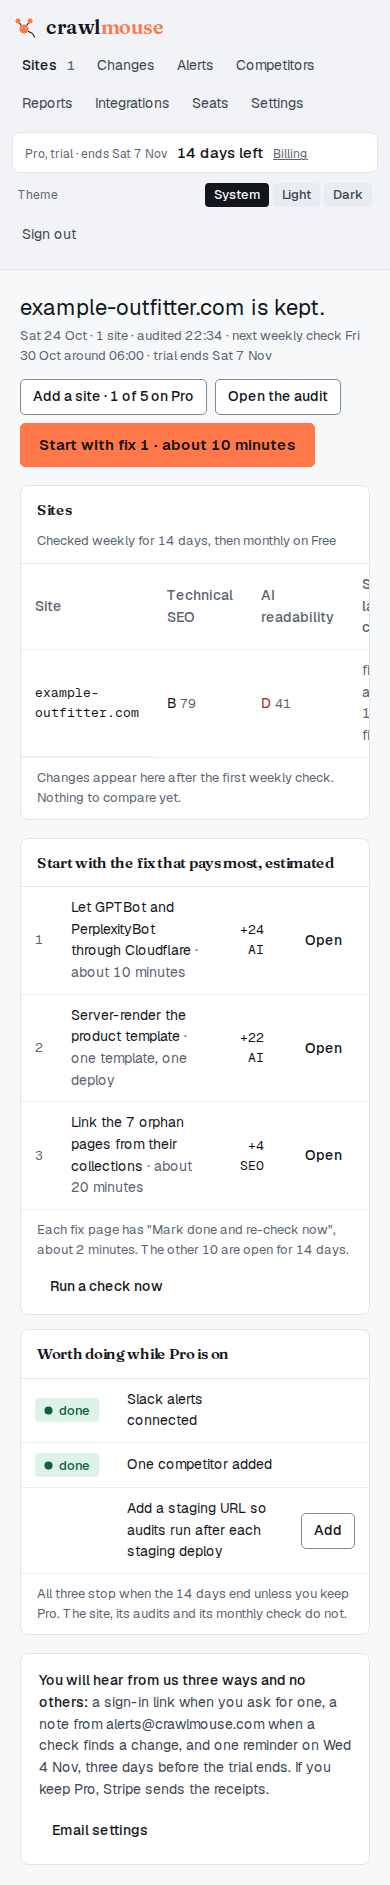 crawlmouse
Sites 1 Changes Alerts Competitors
Reports Integrations Seats Settings
Pro, trial · ends Sat 7 Nov 14 days left Billing
Theme System Light Dark
Sign out
example-outfitter.com is kept.
Sat 24 Oct · 1 site · audited 22:34 · next weekly check Fri
30 Oct around 06:00 · trial ends Sat 7 Nov
Add a site · 1 of 5 on Pro Open the audit
Start with fix 1 · about 10 minutes
Sites
Checked weekly for 14 days, then monthly on Free
Site Technical SEO AI readability
example-outfitter.com B 79 D 41
Changes appear here after the first weekly check.
Nothing to compare yet.
Start with the fix that pays most, estimated
1 Let GPTBot and PerplexityBot through Cloudflare · about 10 minutes +24 AI Open
2 Server-render the product template · one template, one deploy +22 AI Open
3 Link the 7 orphan pages from their collections · about 20 minutes +4 SEO Open
Each fix page has "Mark done and re-check now",
about 2 minutes. The other 10 are open for 14 days.
Run a check now
Worth doing while Pro is on
done Slack alerts connected
done One competitor added
Add a staging URL so audits run after each staging deploy Add
All three stop when the 14 days end unless you keep
Pro. The site, its audits and its monthly check do not.
You will hear from us three ways and no
others: a sign-in link when you ask for one, a
note from alerts@crawlmouse.com when a
check finds a change, and one reminder on Wed
4 Nov, three days before the trial ends. If you
keep Pro, Stripe sends the receipts.
Email settings